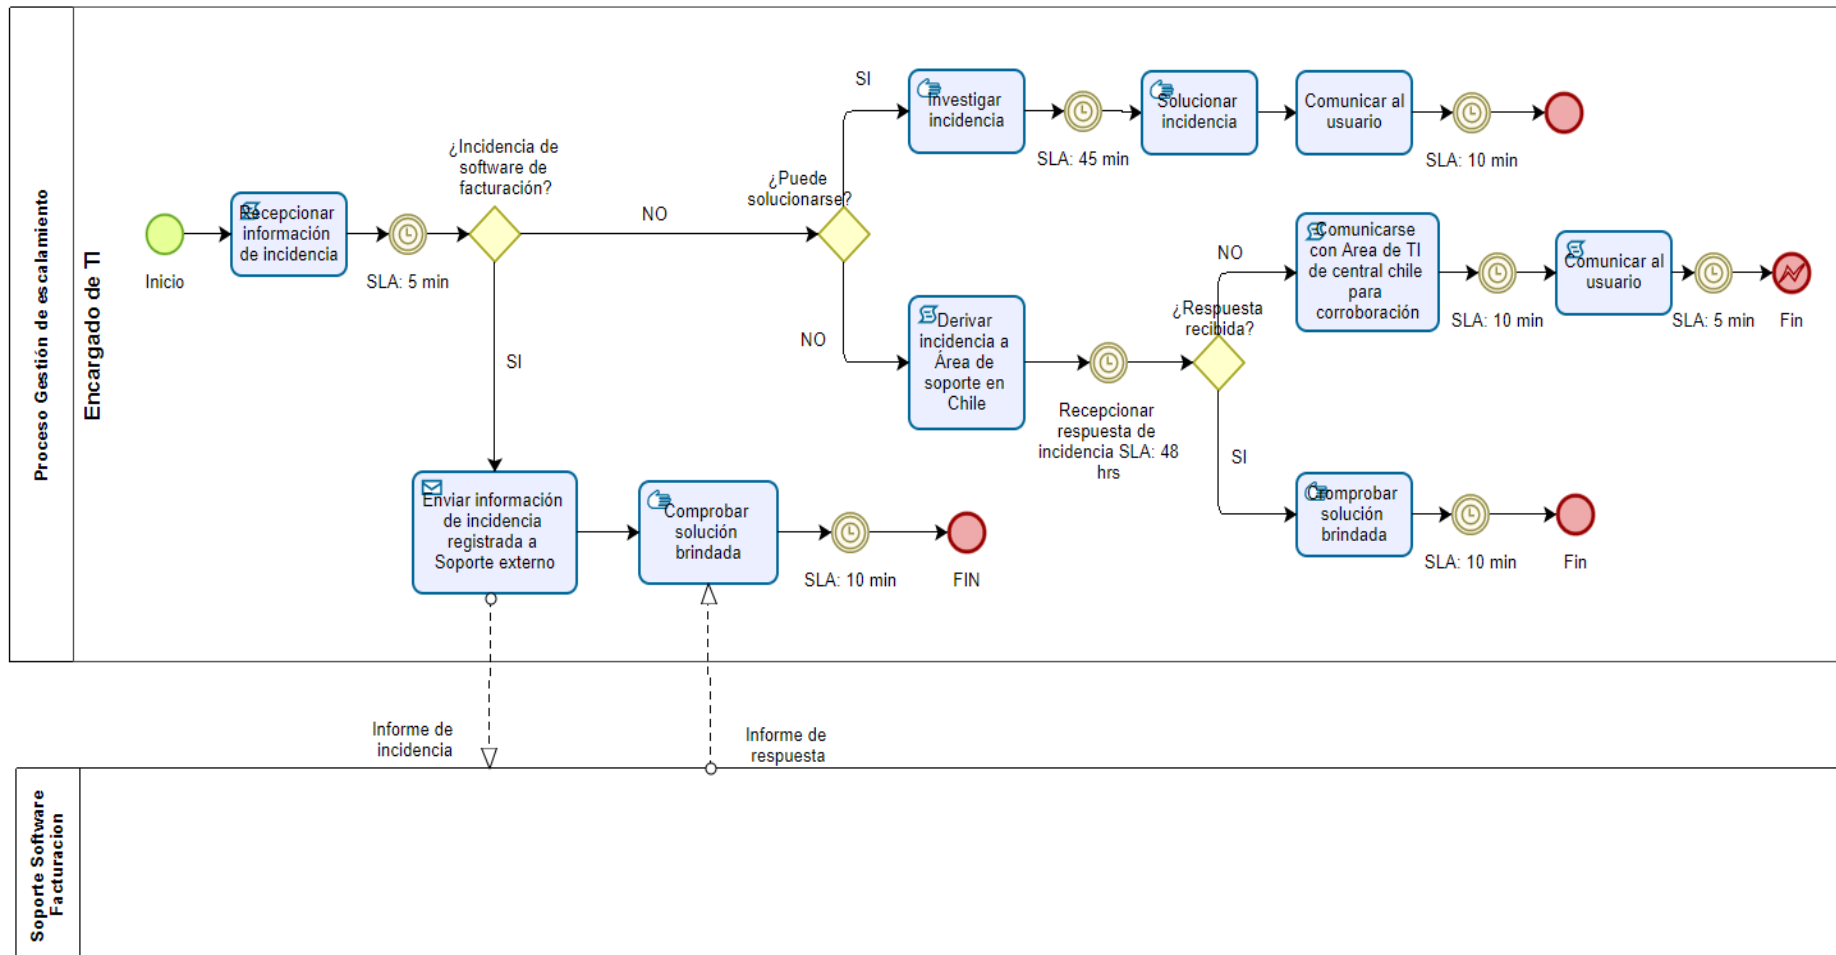 Proceso Gestión de escalamiento
Encargado de TI
Inicio
Recepcionar
información
de incidencia
SLA: 5 min
¿Incidencia de
software de
facturación?
NO
SI
¿Puede
solucionarse?
SI
Investigar
incidencia
SLA: 45 min
Solucionar
incidencia
Comunicar al
usuario
SLA: 10 min
NO
Derivar
incidencia a
Área de
soporte en
Chile
Recepcionar
respuesta de
incidencia SLA: 48
hrs
¿Respuesta
recibida?
NO
Comunicarse
con Area de TI
de central chile
para
corroboración
SLA: 10 min
Comunicar al
usuario
SLA: 5 min
Fin
SI
Cromprobar
solución
brindada
SLA: 10 min
Fin
Enviar información
de incidencia
registrada a
Soporte externo
Comprobar
solución
brindada
SLA: 10 min
FIN
Informe de
incidencia
Informe de
respuesta
Soporte Software
Facturacion